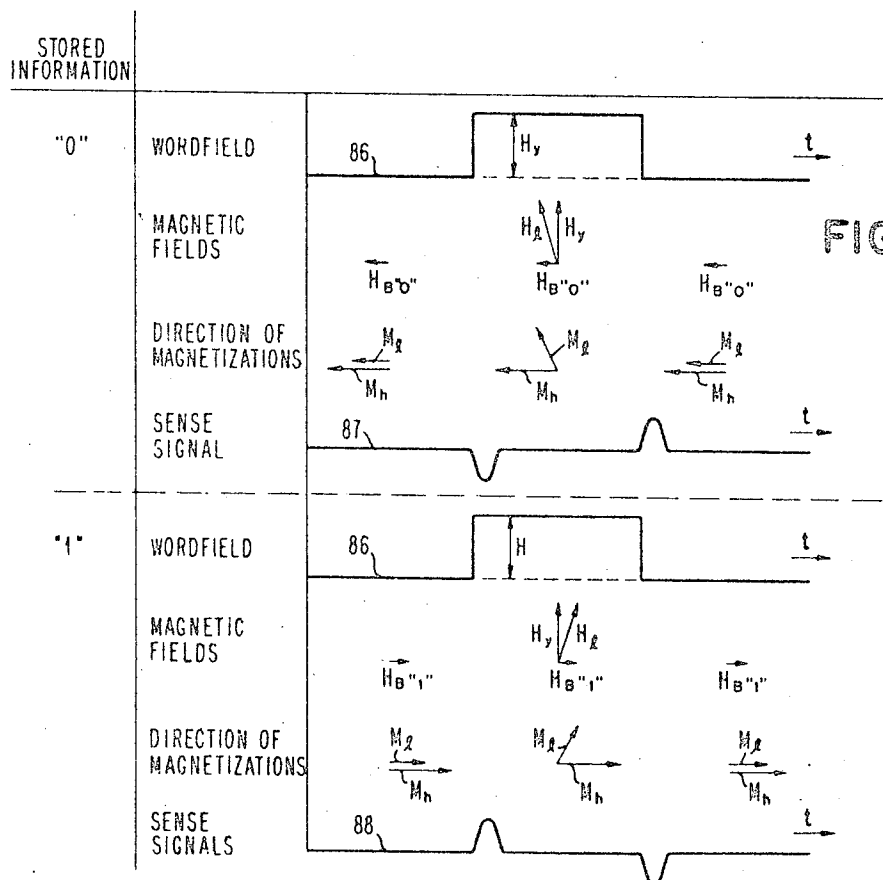 STORED
INFORMATION
"0"
WORDFIELD
86
Hy
t
MAGNETIC
FIELDS
Hℓ Hy
FIG
HB"0" HB"0" HB"0"
DIRECTION OF
MAGNETIZATIONS
Mℓ Mℓ Mℓ
Mh Mh Mh
SENSE
SIGNAL
87
t
"1"
WORDFIELD
86
H
t
MAGNETIC
FIELDS
Hy Hℓ
HB"1" HB"1" HB"1"
DIRECTION OF
MAGNETIZATIONS
Mℓ Mℓ Mℓ
Mh Mh Mh
SENSE
SIGNALS
88
t